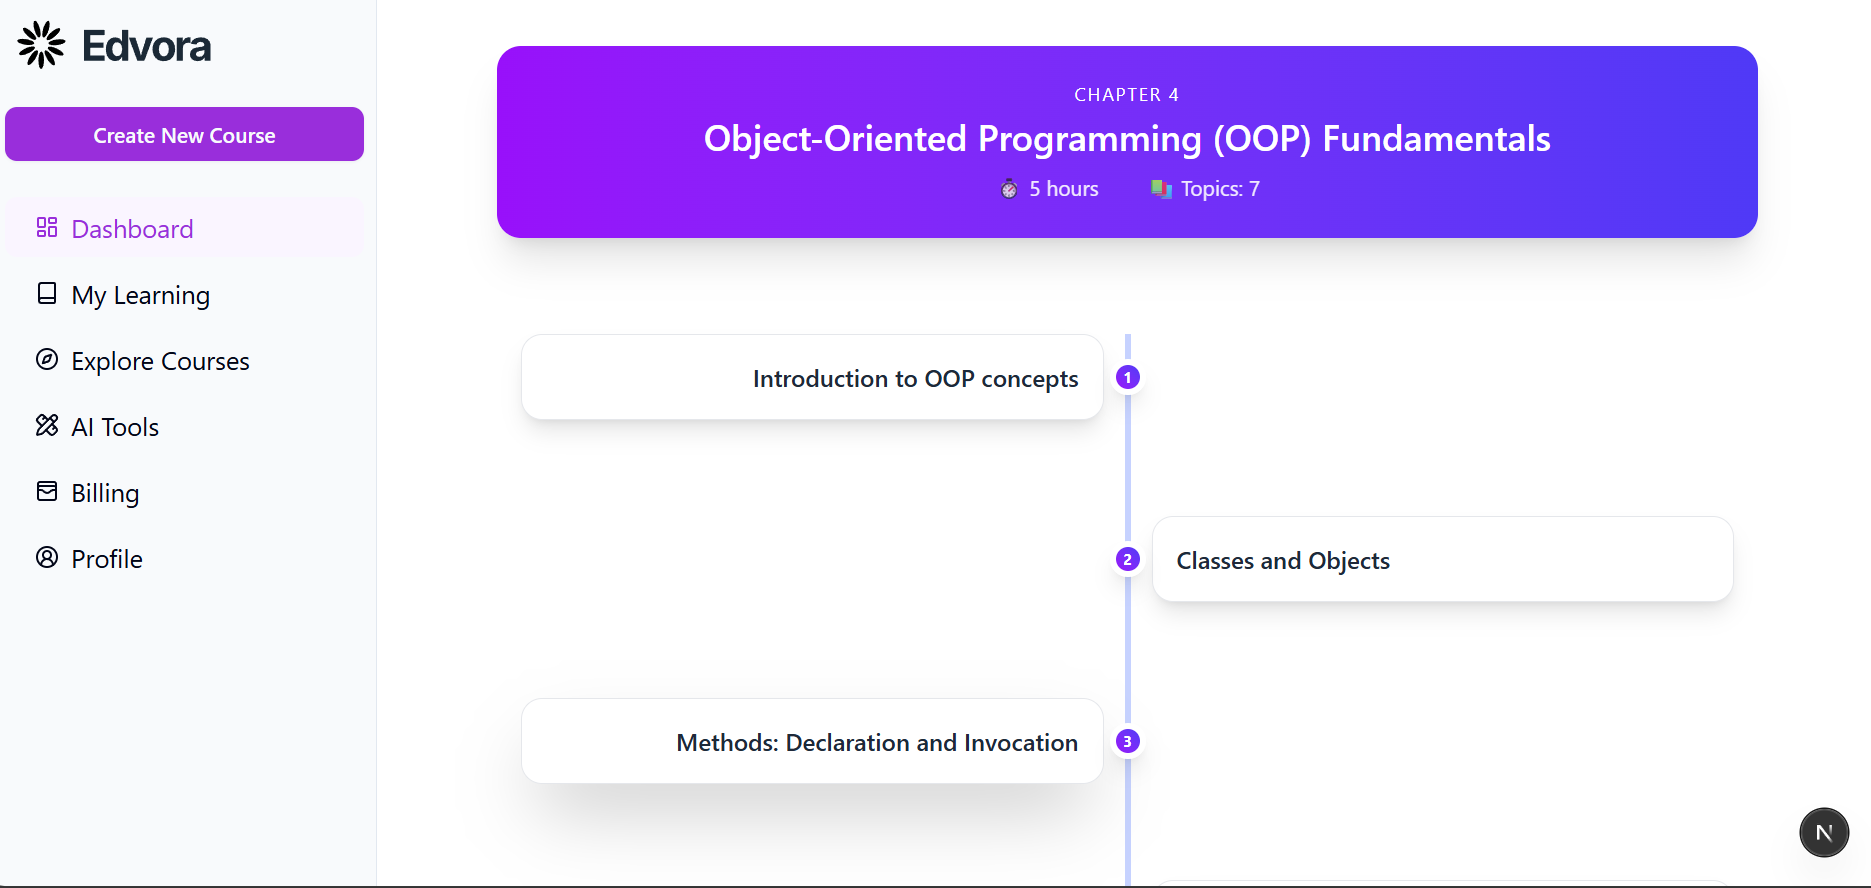 Edvora
Create New Course
Dashboard
My Learning
Explore Courses
AI Tools
Billing
Profile
CHAPTER 4
Object-Oriented Programming (OOP) Fundamentals
5 hours
Topics: 7
Introduction to OOP concepts
1
2
Classes and Objects
Methods: Declaration and Invocation
3
N